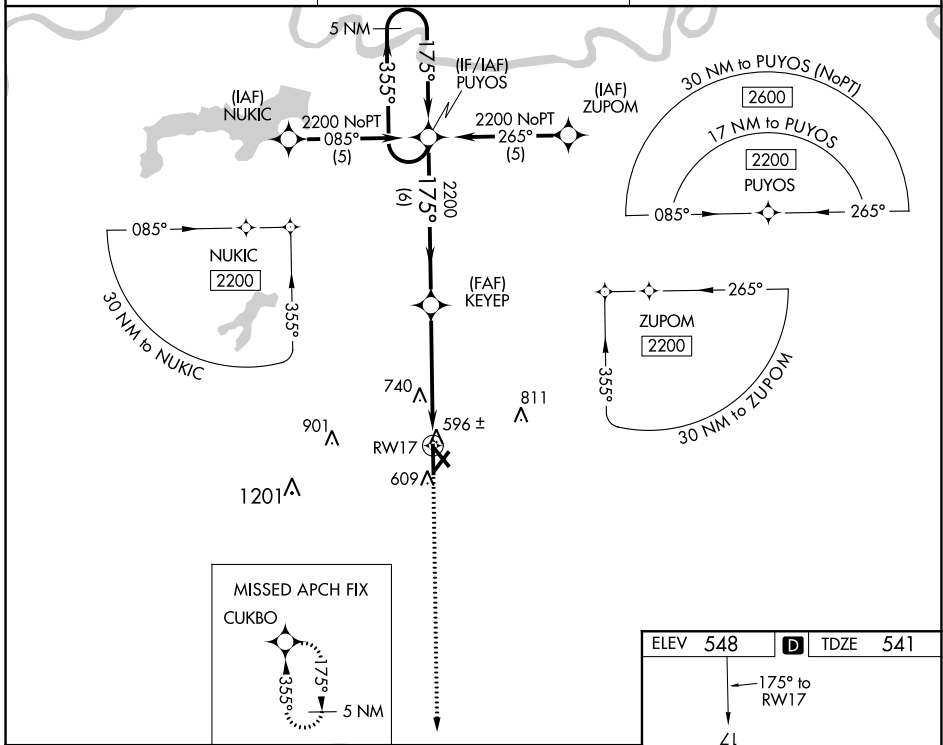 5 NM
175°
355°
(IF/IAF)
PUYOS
(IAF)
NUKIC
2200 NoPT
085°
(5)
(IAF)
ZUPOM
2200 NoPT
265°
(5)
30 NM to PUYOS (NoPT)
2600
17 NM to PUYOS
2200
PUYOS
085°
265°
2200
175°
(6)
085°
NUKIC
2200
355°
30 NM to NUKIC
(FAF)
KEYEP
265°
ZUPOM
2200
355°
30 NM to ZUPOM
740
811
901
596 ±
RW17
609
1201
MISSED APCH FIX
CUKBO
175°
355°
5 NM
ELEV 548 D TDZE 541
175° to
RW17
17